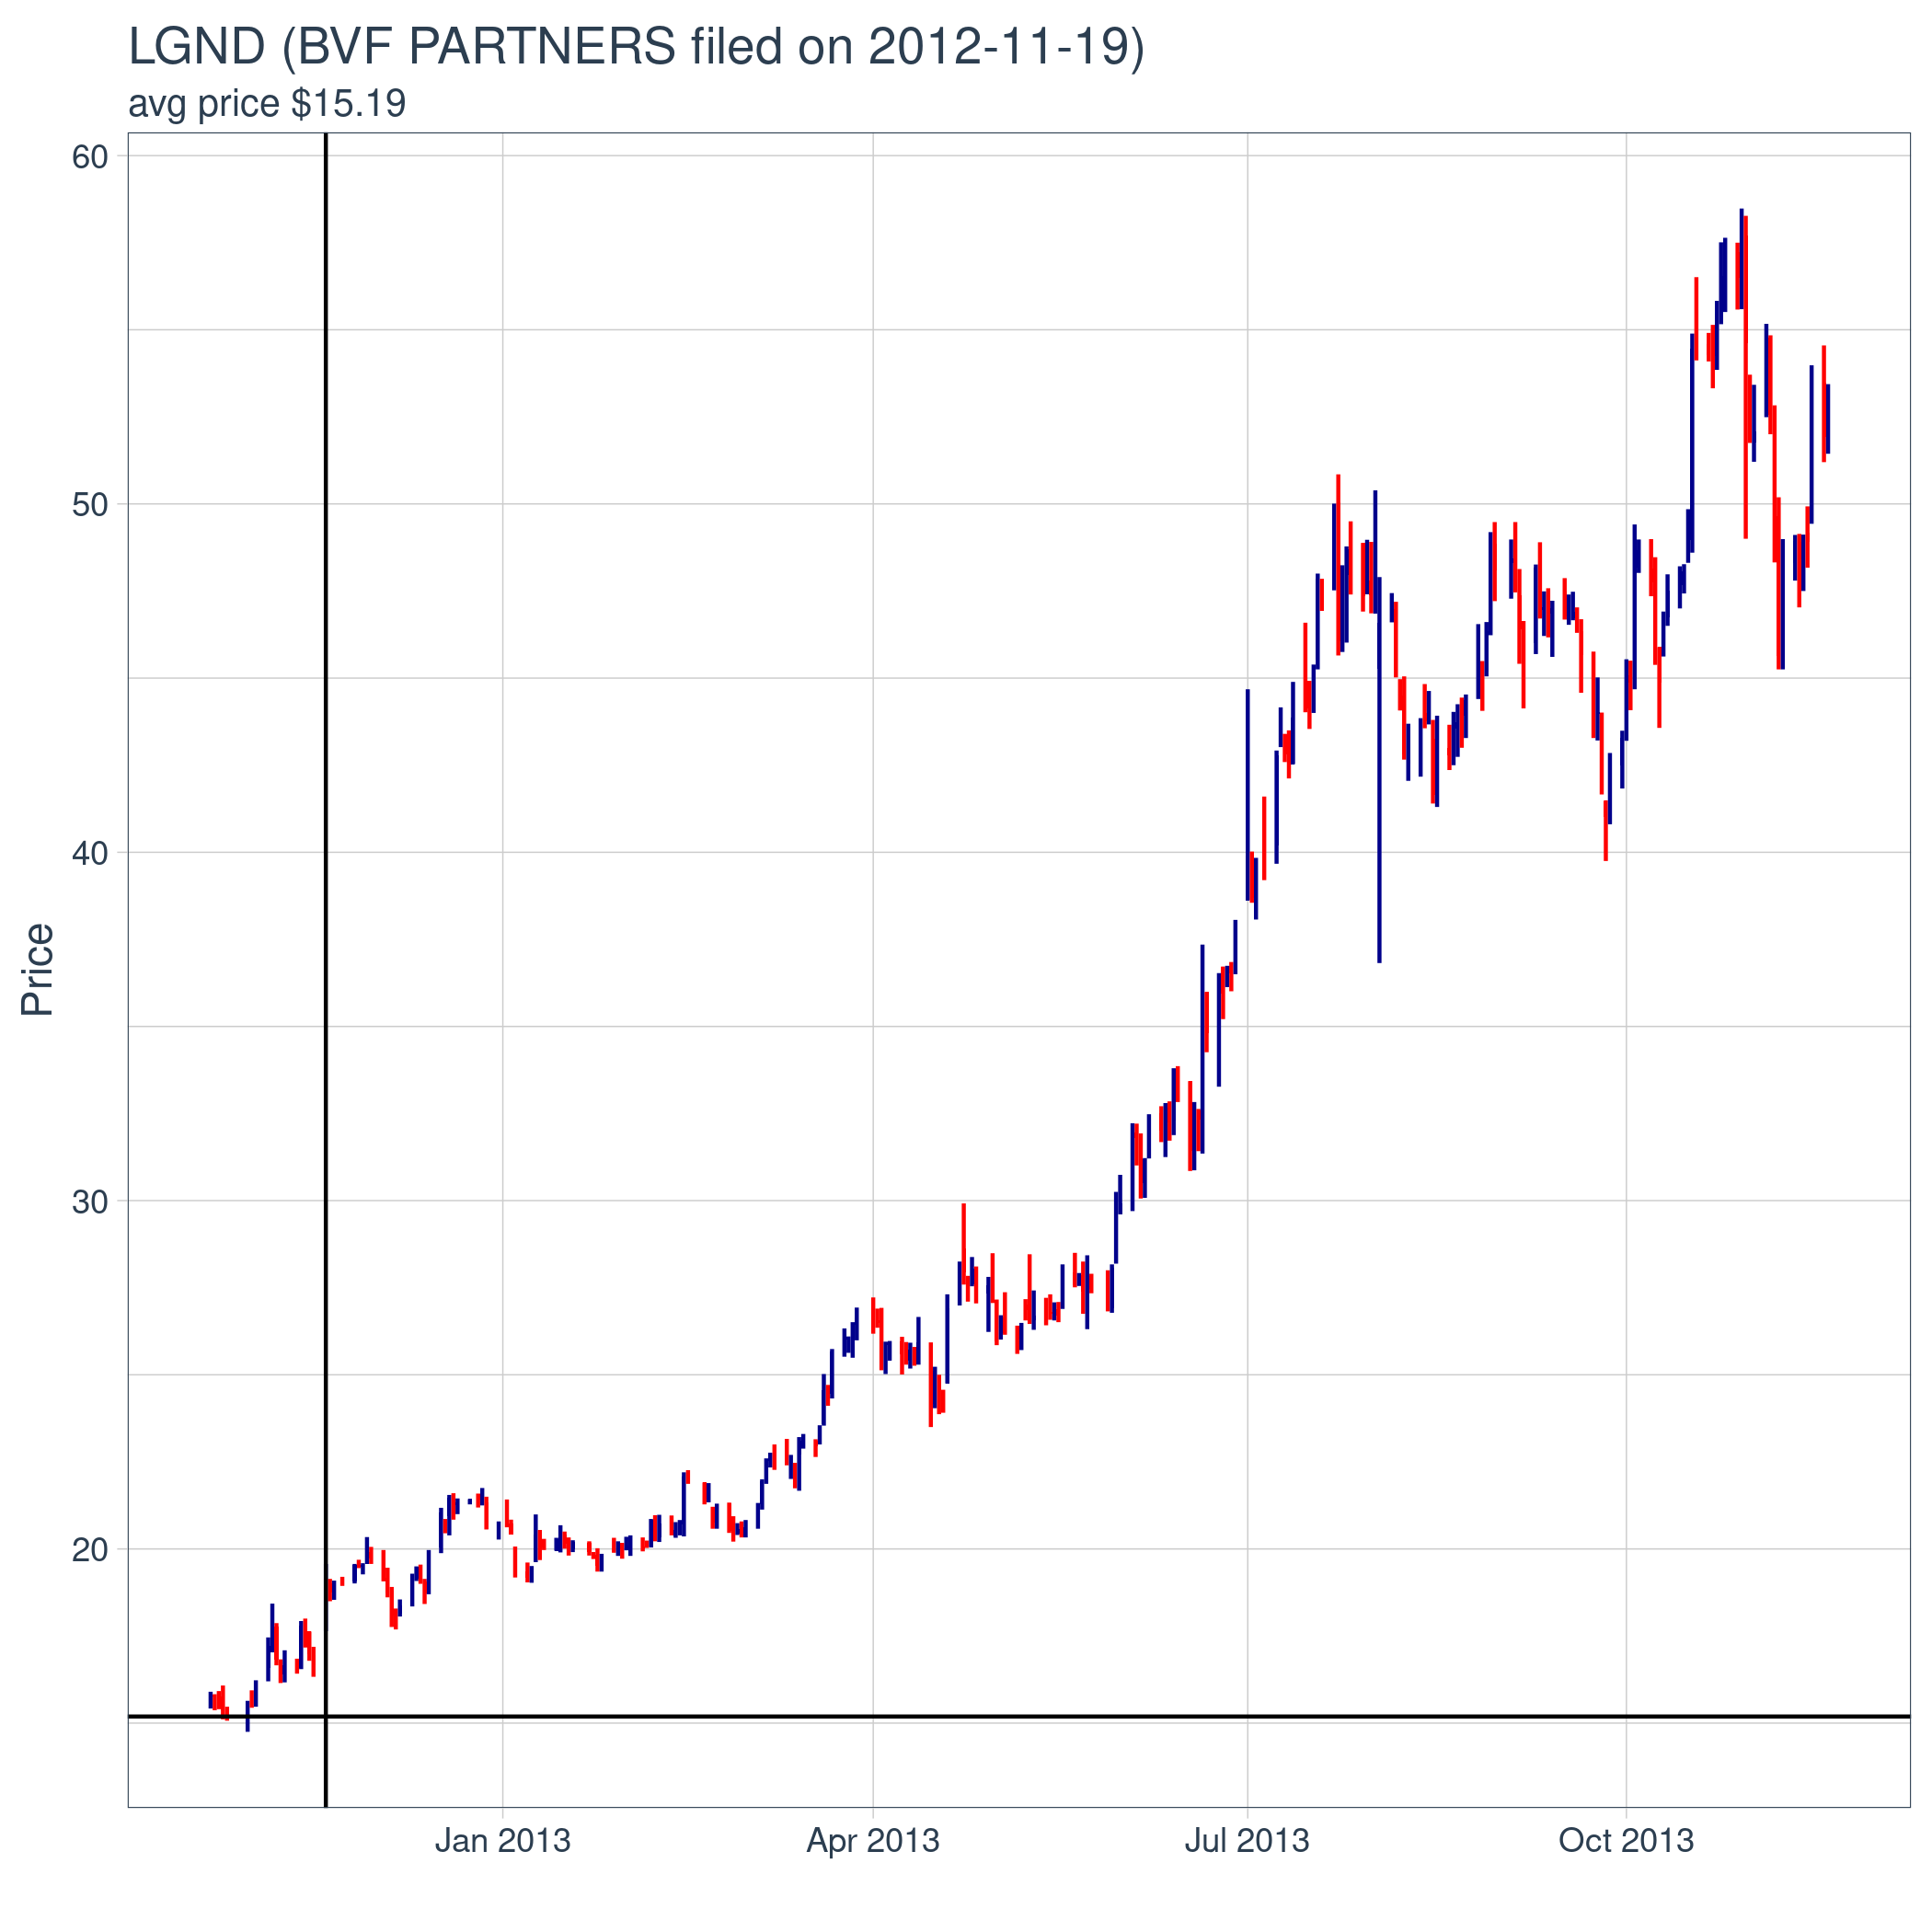 LGND (BVF PARTNERS filed on 2012-11-19)
avg price $15.19
60
50
40
30
20
Price
Jan 2013
Apr 2013
Jul 2013
Oct 2013